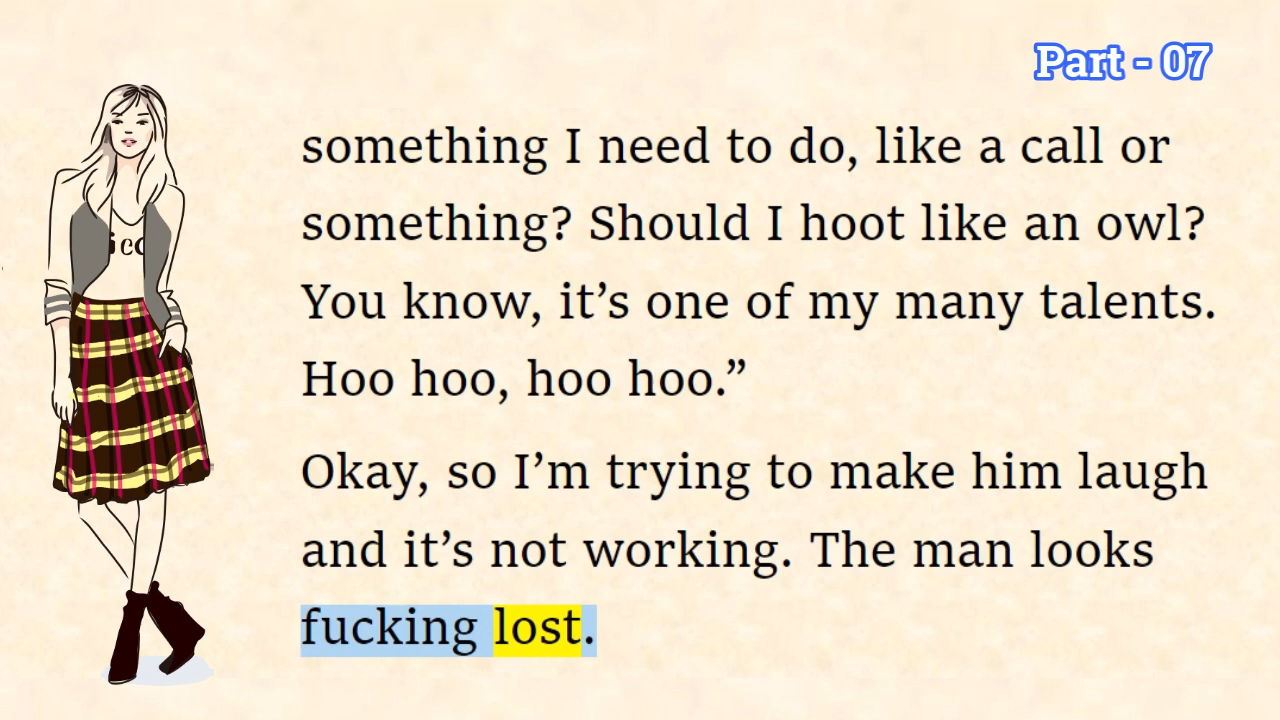 Part - 07
something I need to do, like a call or
something? Should I hoot like an owl?
You know, it’s one of my many talents.
Hoo hoo, hoo hoo.”
Okay, so I’m trying to make him laugh
and it’s not working. The man looks
fucking lost.